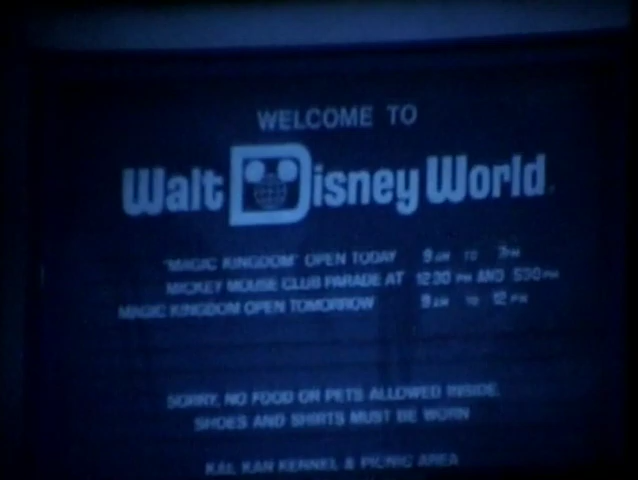 WELCOME TO
Walt Disney World
"MAGIC KINGDOM" OPEN TODAY 9 AM TO 7 PM
MICKEY MOUSE CLUB PARADE AT 12:30 PM AND 5:30 PM
MAGIC KINGDOM OPEN TOMORROW 9 AM TO 12 PM
SORRY, NO FOOD OR PETS ALLOWED INSIDE.
SHOES AND SHIRTS MUST BE WORN
KAL KAN KENNEL & PICNIC AREA